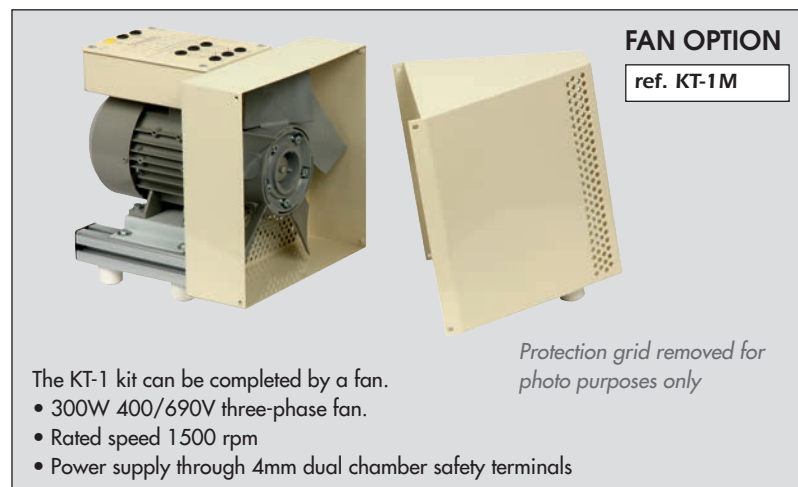 FAN OPTION
ref. KT-1M
Protection grid removed for
photo purposes only
The KT-1 kit can be completed by a fan.
• 300W 400/690V three-phase fan.
• Rated speed 1500 rpm
• Power supply through 4mm dual chamber safety terminals